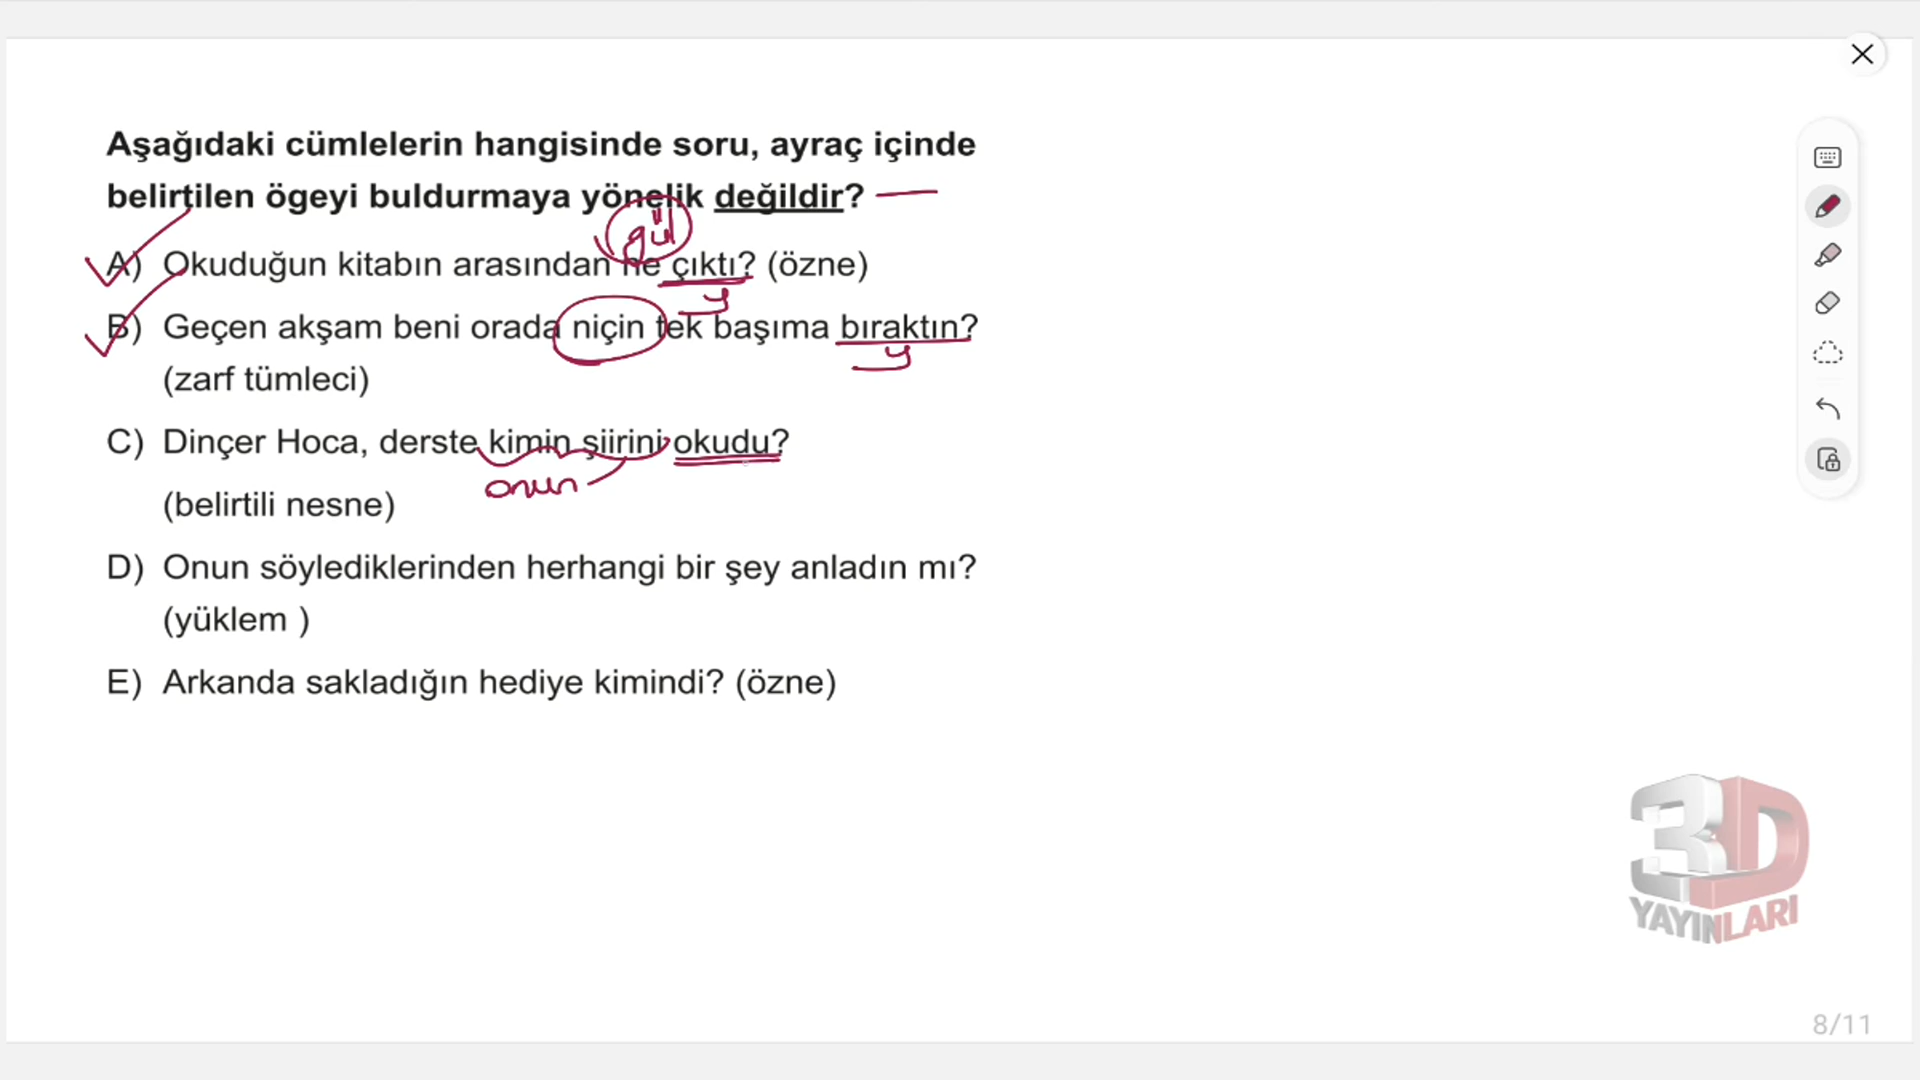 Aşağıdaki cümlelerin hangisinde soru, ayraç içinde
belirtilen ögeyi buldurmaya yönelik değildir?
gül
A) Okuduğun kitabın arasından ne çıktı? (özne)
y
B) Geçen akşam beni orada niçin tek başıma bıraktın?
y
(zarf tümleci)
C) Dinçer Hoca, derste kimin şiirini okudu?
onun
(belirtili nesne)
D) Onun söylediklerinden herhangi bir şey anladın mı?
(yüklem )
E) Arkanda sakladığın hediye kimindi? (özne)
3D
YAYINLARI
8/11